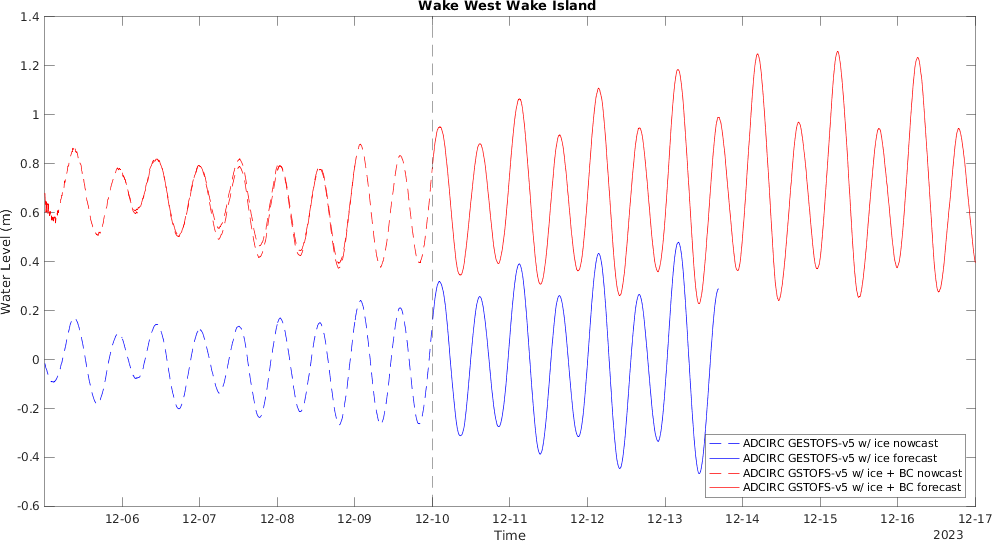 Wake West Wake Island
1.4
1.2
1
0.8
0.6
0.4
0.2
0
-0.2
-0.4
-0.6
Water Level (m)
ADCIRC GESTOFS-v5 w/ ice nowcast
ADCIRC GESTOFS-v5 w/ ice forecast
ADCIRC GSTOFS-v5 w/ ice + BC nowcast
ADCIRC GSTOFS-v5 w/ ice + BC forecast
12-06 12-07 12-08 12-09 12-10 12-11 12-12 12-13 12-14 12-15 12-16 12-17
Time
2023